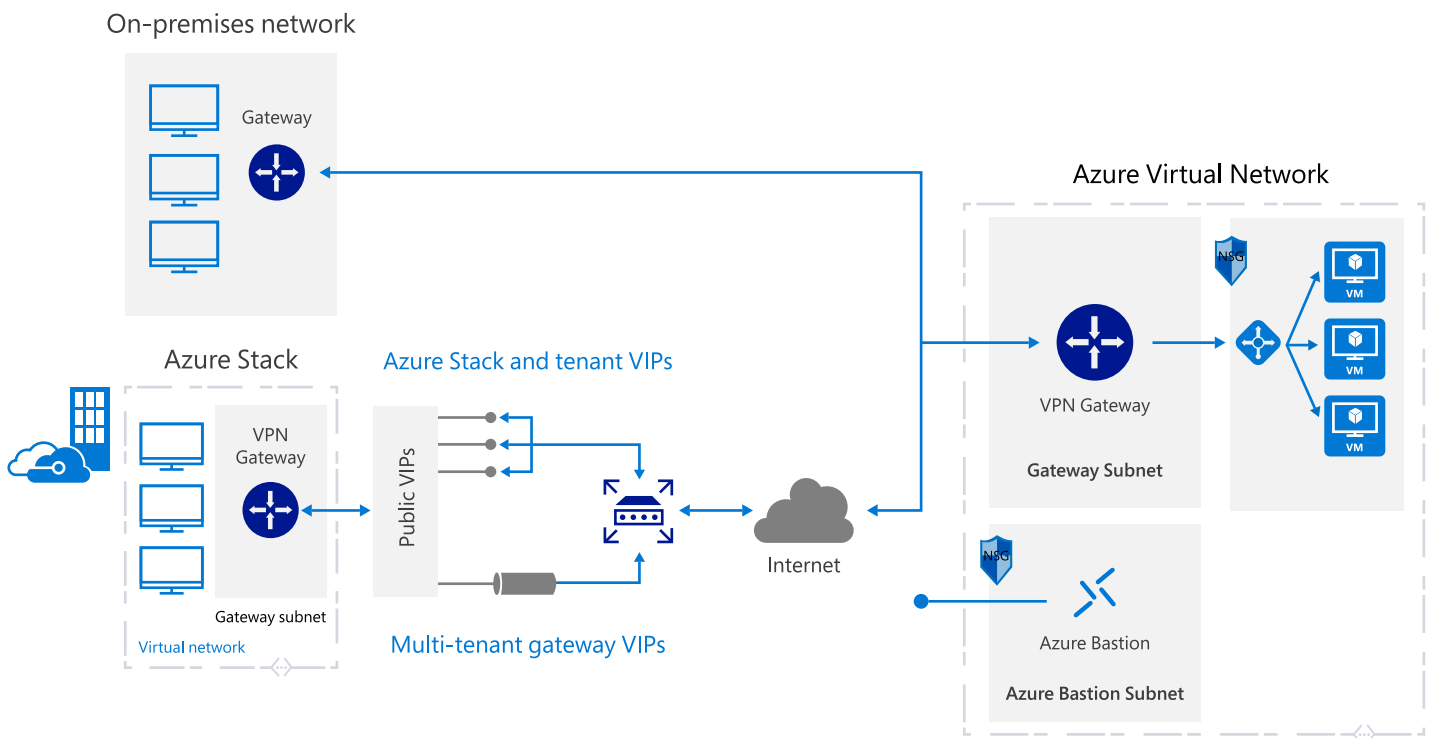 On-premises network
Gateway
Azure Virtual Network
NSG
VM
VM
VM
VPN Gateway
Gateway Subnet
Azure Stack
Azure Stack and tenant VIPs
VPN
Gateway
Public VIPs
Internet
Gateway subnet
Virtual network
Multi-tenant gateway VIPs
NSG
Azure Bastion
Azure Bastion Subnet